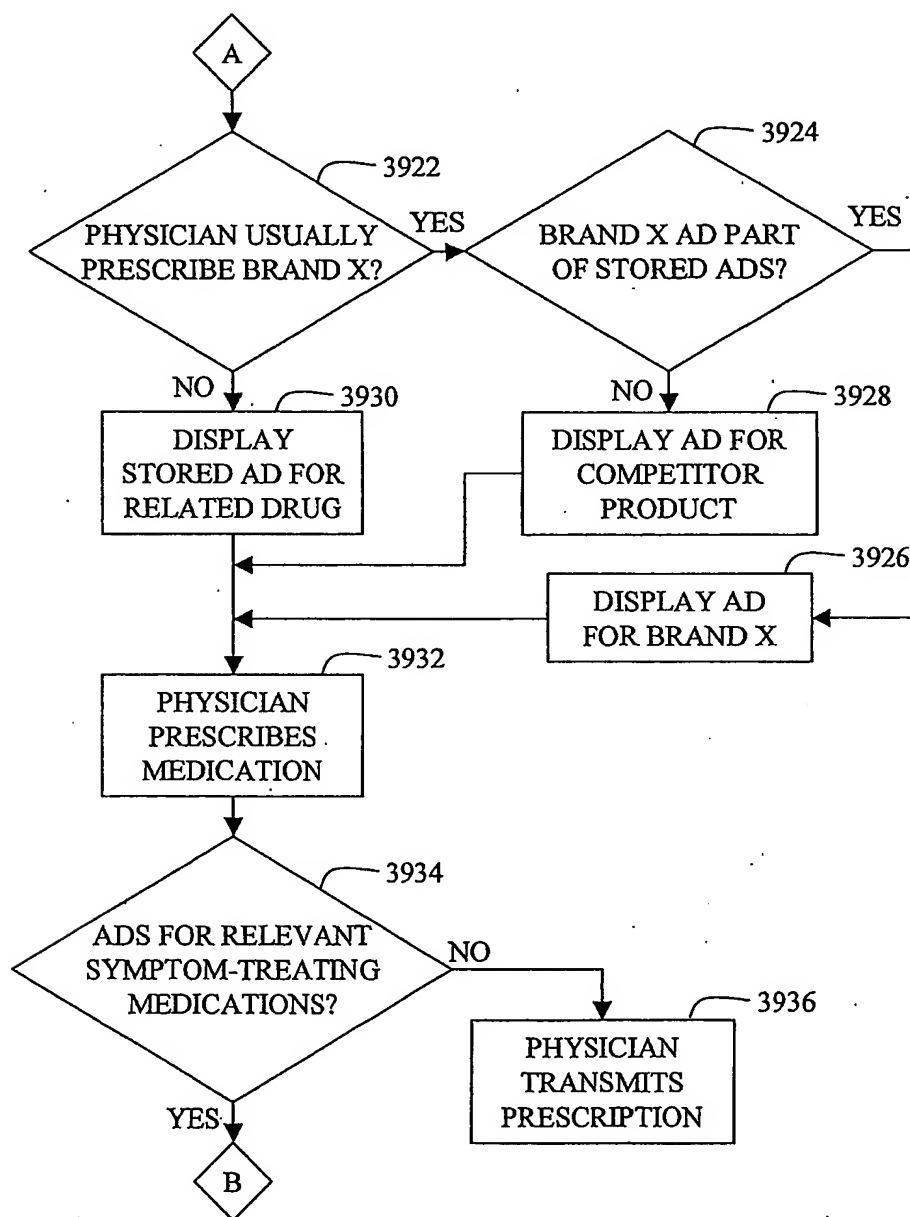 A
3922
PHYSICIAN USUALLY
PRESCRIBE BRAND X?
YES
3924
BRAND X AD PART
OF STORED ADS?
YES
NO
3930
DISPLAY
STORED AD FOR
RELATED DRUG
NO
3928
DISPLAY AD FOR
COMPETITOR
PRODUCT
3926
DISPLAY AD
FOR BRAND X
3932
PHYSICIAN
PRESCRIBES
MEDICATION
3934
ADS FOR RELEVANT
SYMPTOM-TREATING
MEDICATIONS?
NO
3936
PHYSICIAN
TRANSMITS
PRESCRIPTION
YES
B